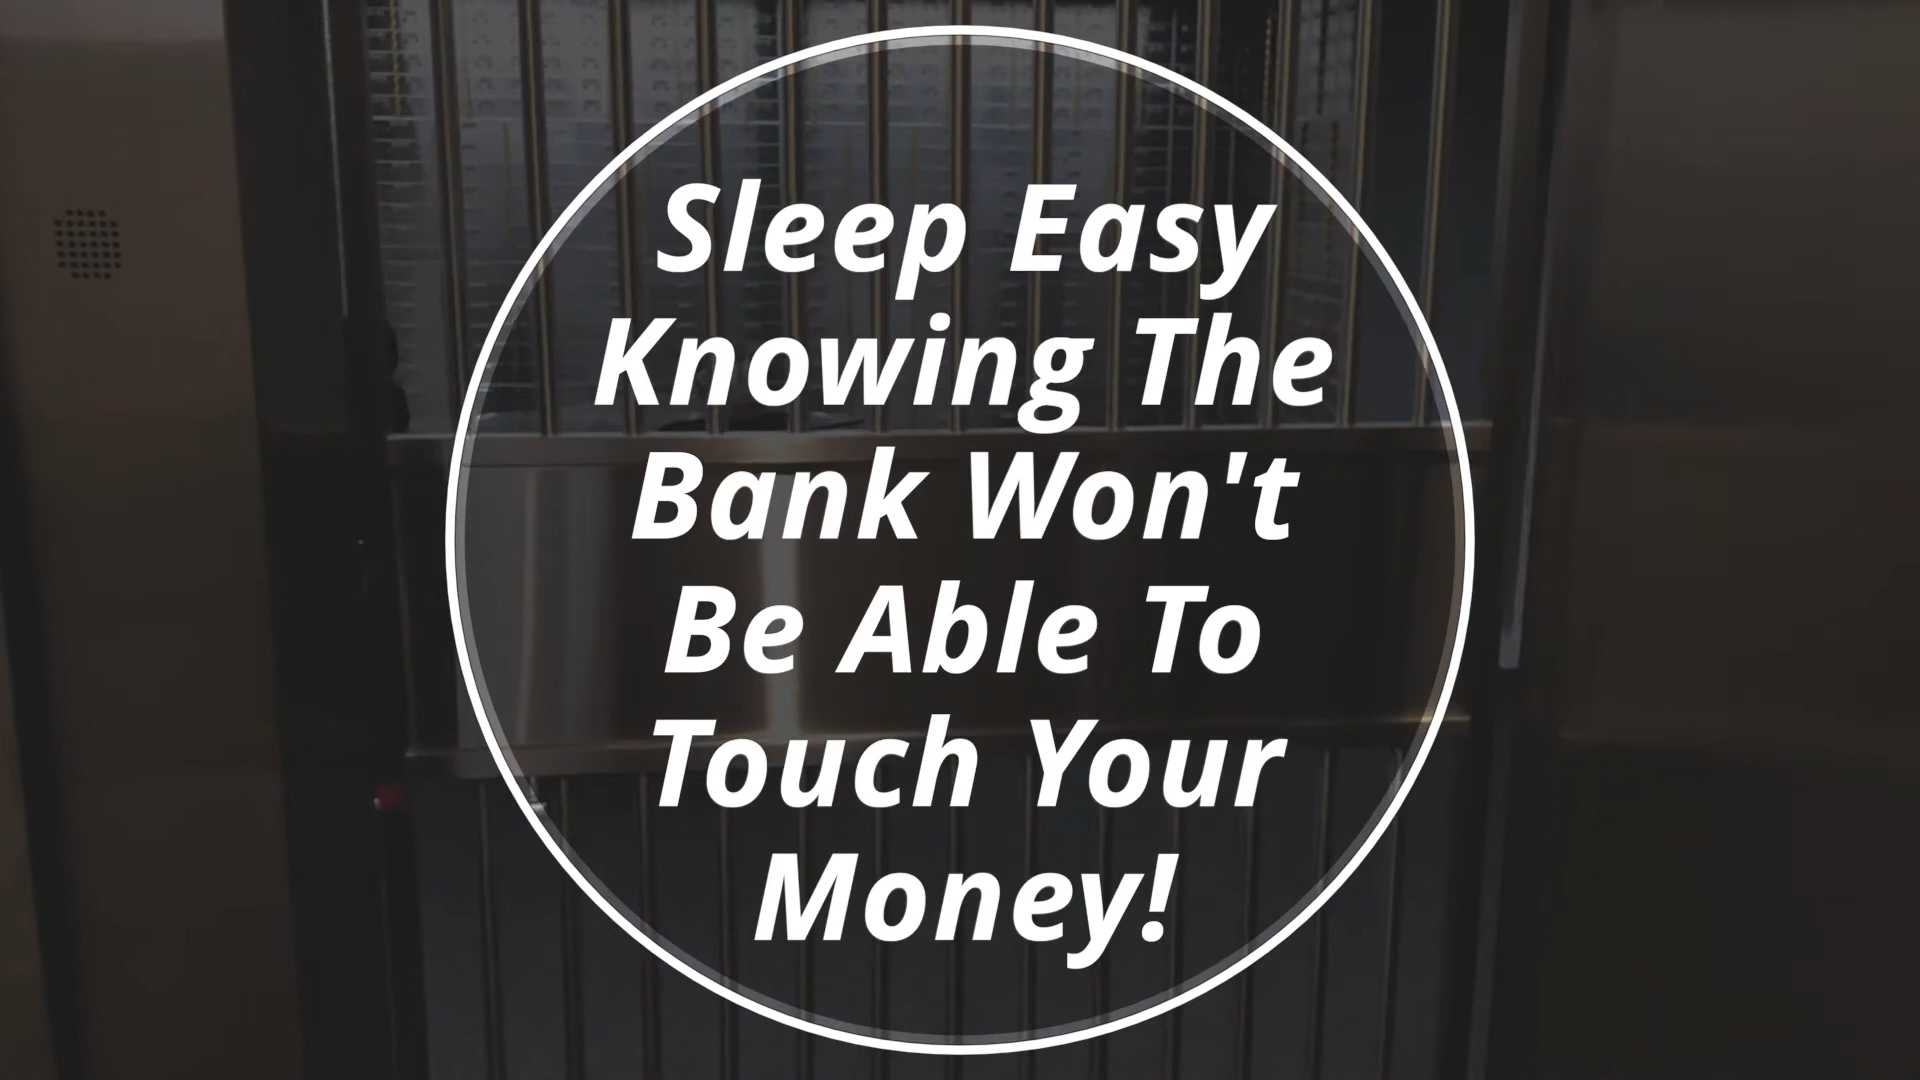 Sleep Easy
Knowing The
Bank Won't
Be Able To
Touch Your
Money!